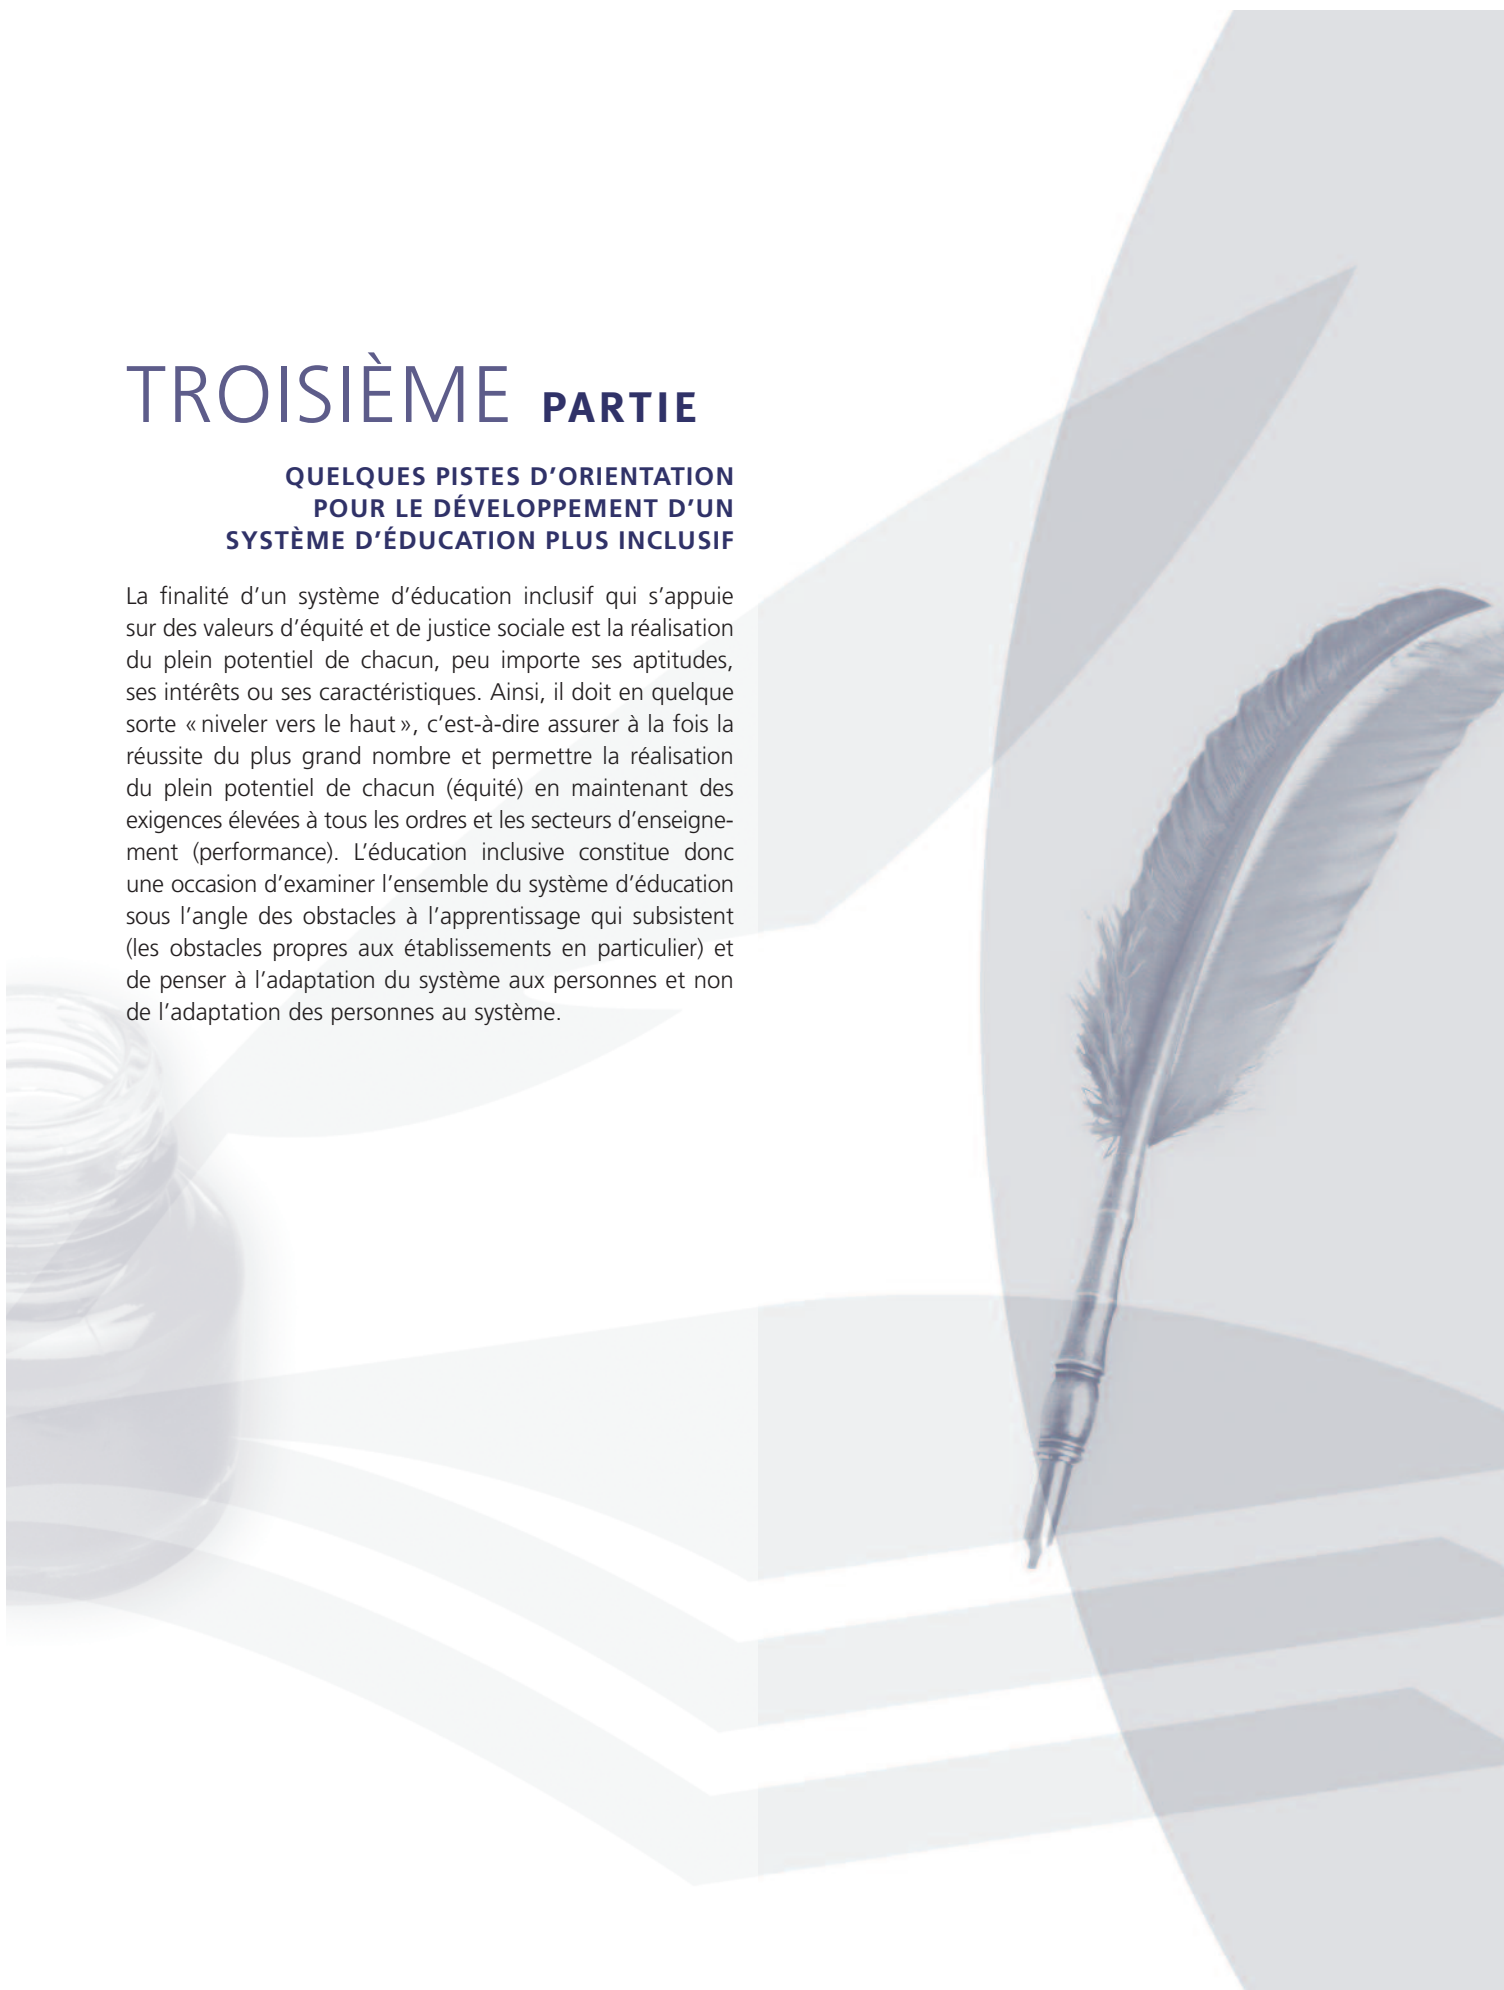 TROISIÈME PARTIE
QUELQUES PISTES D’ORIENTATION
POUR LE DÉVELOPPEMENT D’UN
SYSTÈME D’ÉDUCATION PLUS INCLUSIF
La finalité d’un système d’éducation inclusif qui s’appuie
sur des valeurs d’équité et de justice sociale est la réalisation
du plein potentiel de chacun, peu importe ses aptitudes,
ses intérêts ou ses caractéristiques. Ainsi, il doit en quelque
sorte « niveler vers le haut », c’est-à-dire assurer à la fois la
réussite du plus grand nombre et permettre la réalisation
du plein potentiel de chacun (équité) en maintenant des
exigences élevées à tous les ordres et les secteurs d’enseigne-
ment (performance). L’éducation inclusive constitue donc
une occasion d’examiner l’ensemble du système d’éducation
sous l’angle des obstacles à l’apprentissage qui subsistent
(les obstacles propres aux établissements en particulier) et
de penser à l’adaptation du système aux personnes et non
de l’adaptation des personnes au système.